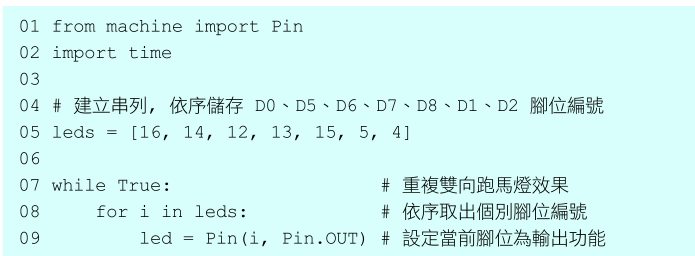 01 from machine import Pin
02 import time
03
04 # 建立串列, 依序儲存 D0、D5、D6、D7、D8、D1、D2 腳位編號
05 leds = [16, 14, 12, 13, 15, 5, 4]
06
07 while True:                   # 重複雙向跑馬燈效果
08     for i in leds:            # 依序取出個別腳位編號
09         led = Pin(i, Pin.OUT) # 設定當前腳位為輸出功能